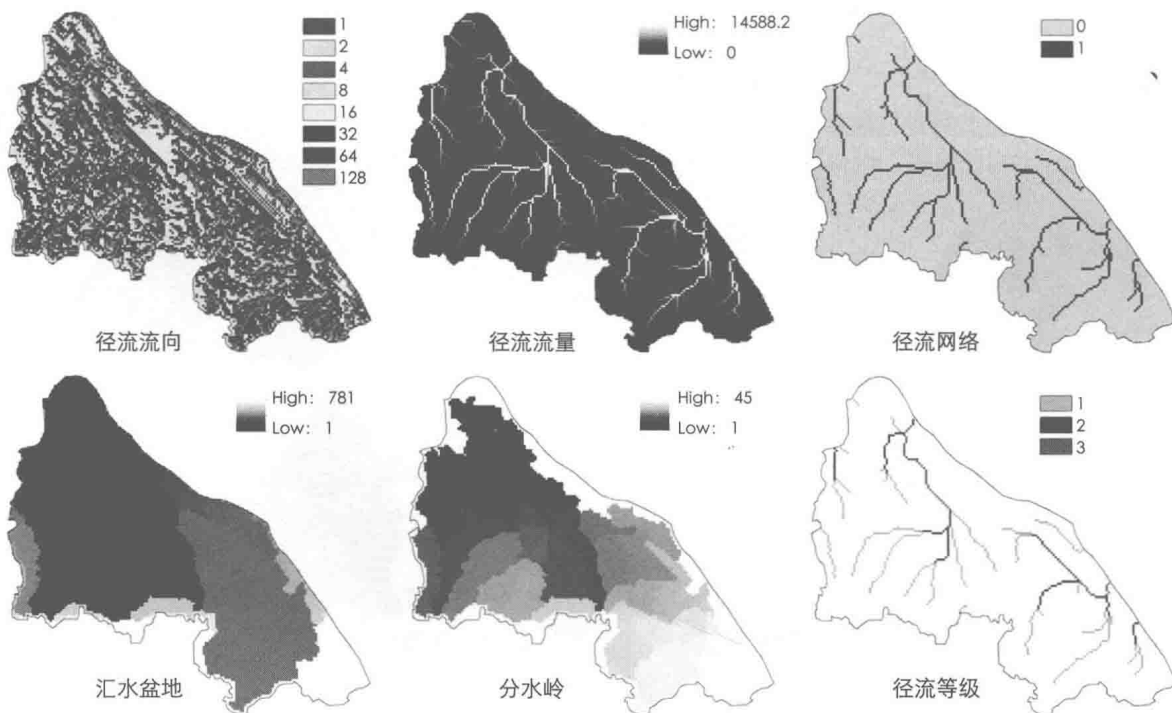 1
2
4
8
16
32
64
128
径流流向
High: 14588.2
Low: 0
径流流量
0
1
径流网络
High: 781
Low: 1
汇水盆地
High: 45
Low: 1
分水岭
1
2
3
径流等级